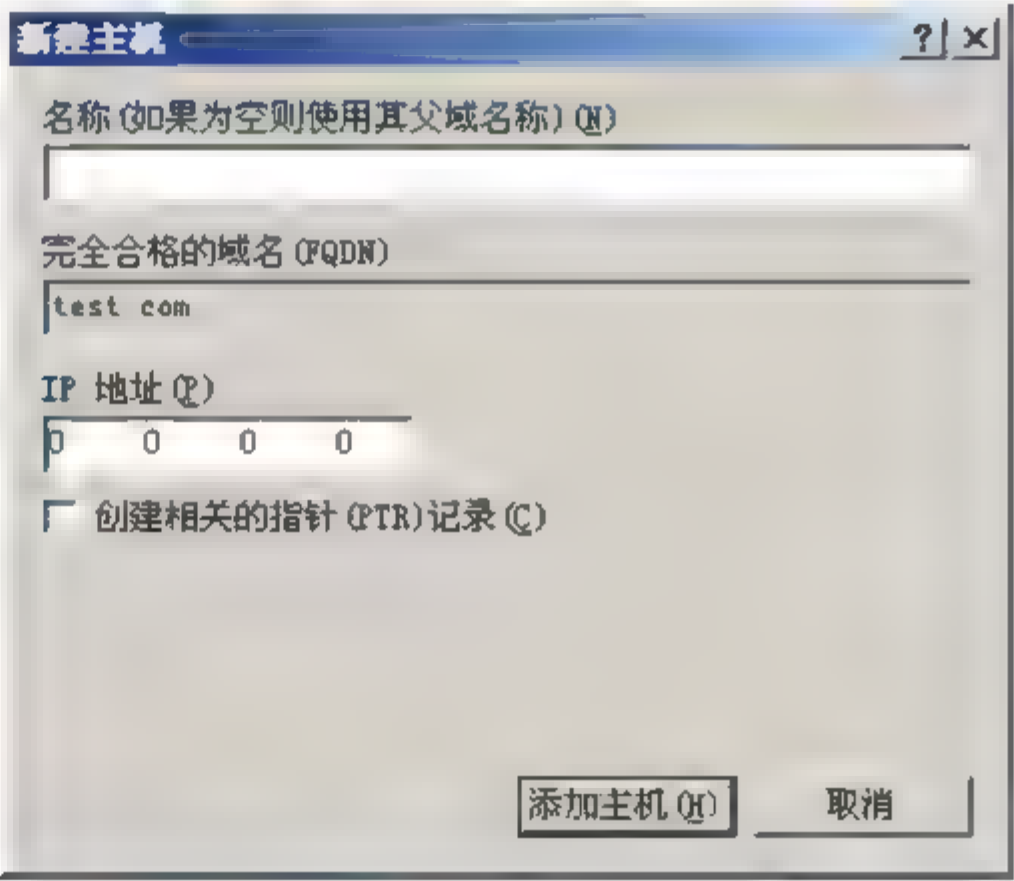 新建主机
名称(如果为空则使用其父域名称)(N)
完全合格的域名(FQDN)
test com
IP 地址(P)
0 0 0 0
创建相关的指针(PTR)记录(C)
添加主机(H) 取消